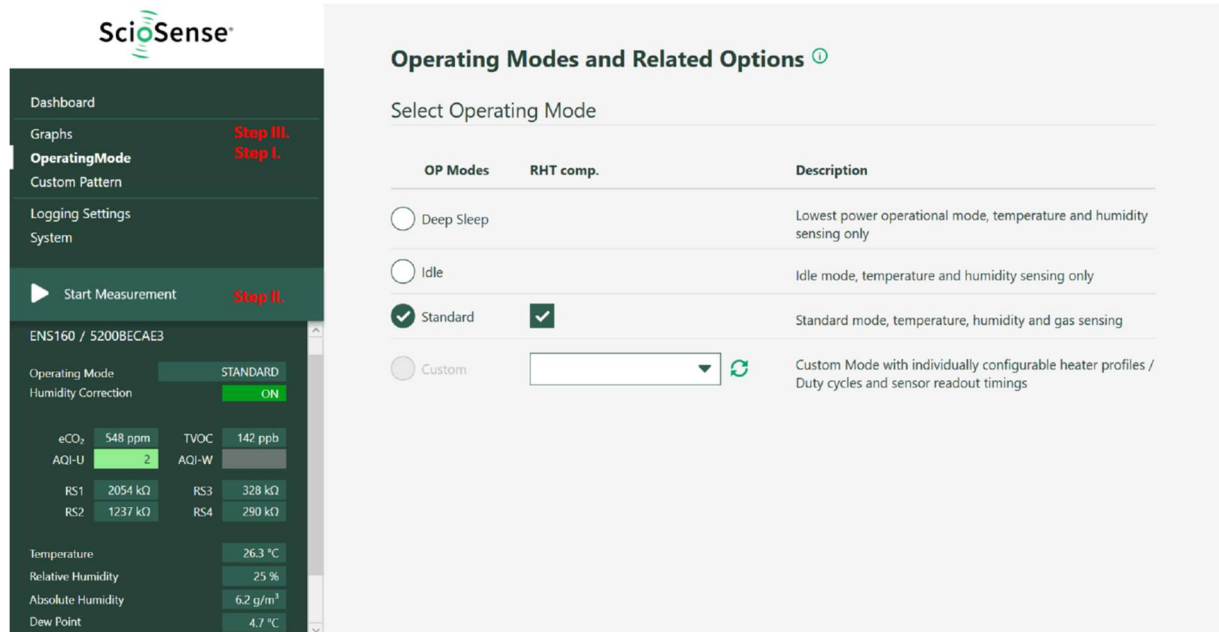 ScioSense
Dashboard
Graphs Step III.
OperatingMode Step I.
Custom Pattern
Logging Settings
System
Start Measurement Step II.
ENS160 / 5200BECAE3
Operating Mode STANDARD
Humidity Correction ON
eCO₂ 548 ppm TVOC 142 ppb
AQI-U 2 AQI-W
RS1 2054 kΩ RS3 328 kΩ
RS2 1237 kΩ RS4 290 kΩ
Temperature 26.3 °C
Relative Humidity 25 %
Absolute Humidity 6.2 g/m³
Dew Point 4.7 °C
Operating Modes and Related Options
Select Operating Mode
OP Modes RHT comp. Description
Deep Sleep Lowest power operational mode, temperature and humidity
sensing only
Idle Idle mode, temperature and humidity sensing only
Standard Standard mode, temperature, humidity and gas sensing
Custom Custom Mode with individually configurable heater profiles /
Duty cycles and sensor readout timings